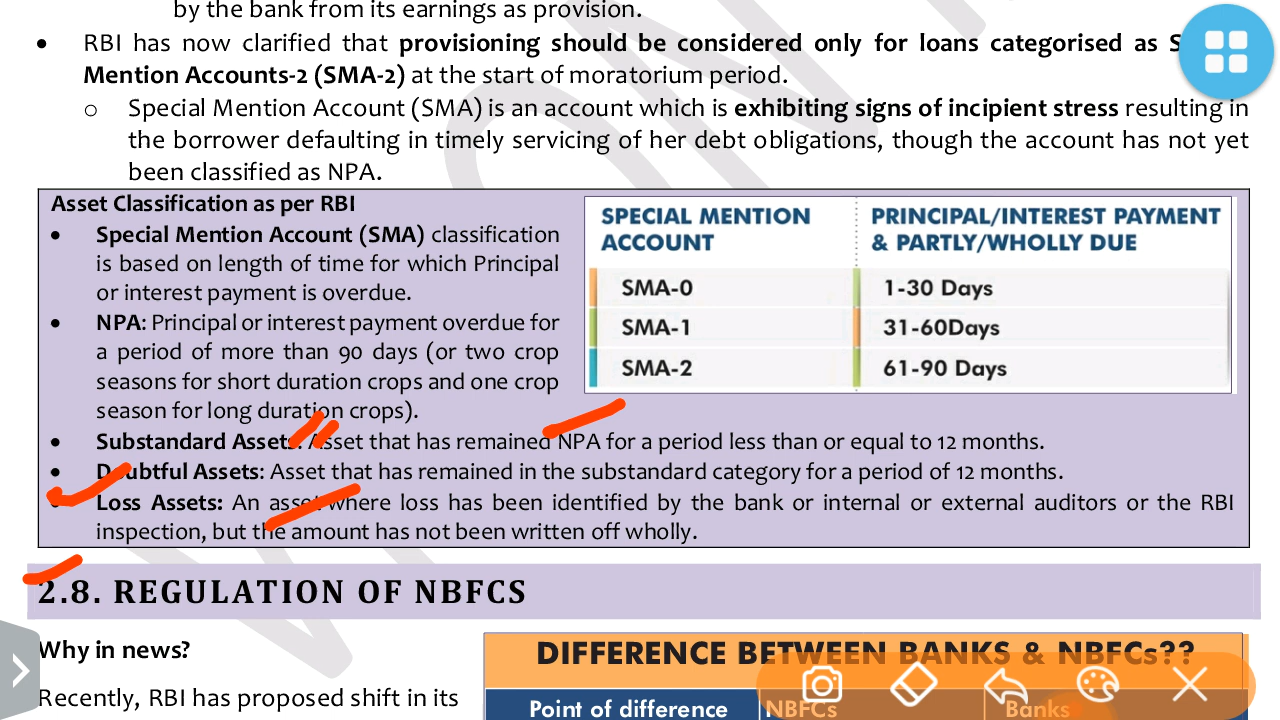 by the bank from its earnings as provision.
• RBI has now clarified that provisioning should be considered only for loans categorised as
Mention Accounts-2 (SMA-2) at the start of moratorium period.
o Special Mention Account (SMA) is an account which is exhibiting signs of incipient stress resulting in
the borrower defaulting in timely servicing of her debt obligations, though the account has not yet
been classified as NPA.
Asset Classification as per RBI
• Special Mention Account (SMA) classification
is based on length of time for which Principal
or interest payment is overdue.
• NPA: Principal or interest payment overdue for
a period of more than 90 days (or two crop
seasons for short duration crops and one crop
season for long duration crops).
SPECIAL MENTION ACCOUNT
PRINCIPAL/INTEREST PAYMENT & PARTLY/WHOLLY DUE
SMA-0 1-30 Days
SMA-1 31-60Days
SMA-2 61-90 Days
• Substandard Assets: Asset that has remained NPA for a period less than or equal to 12 months.
• Doubtful Assets: Asset that has remained in the substandard category for a period of 12 months.
• Loss Assets: An asset where loss has been identified by the bank or internal or external auditors or the RBI
inspection, but the amount has not been written off wholly.
2.8. REGULATION OF NBFCS
Why in news?
Recently, RBI has proposed shift in its
DIFFERENCE BETWEEN BANKS & NBFCs??
Point of difference NBFCs Banks